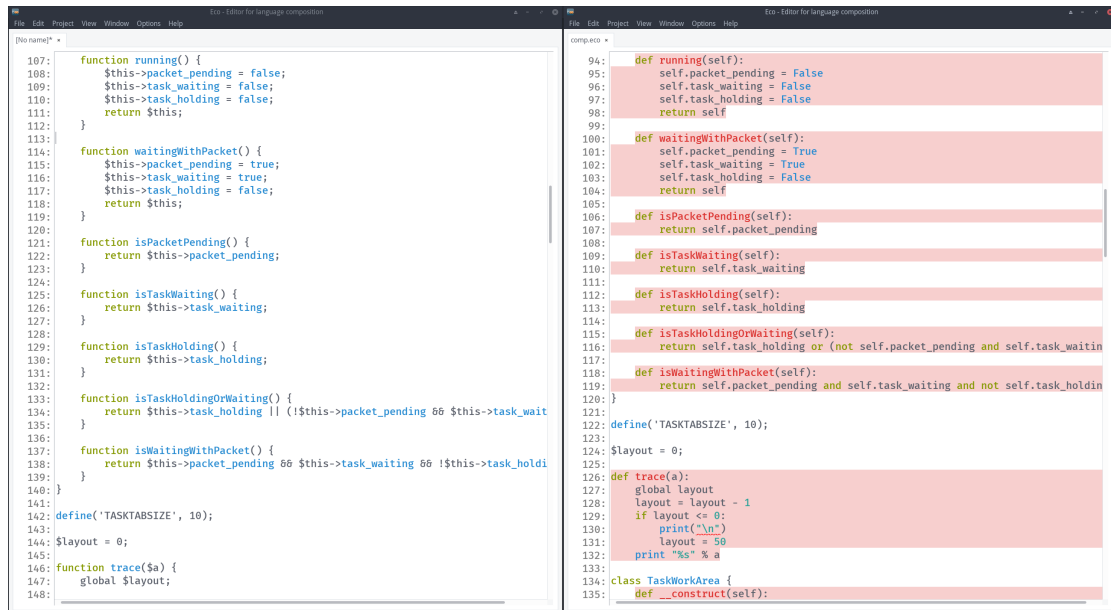 Eco - Editor for language composition
File Edit Project View Window Options Help
[No name]*
107:     function running() {
108:         $this->packet_pending = false;
109:         $this->task_waiting = false;
110:         $this->task_holding = false;
111:         return $this;
112:     }
113:
114:     function waitingWithPacket() {
115:         $this->packet_pending = true;
116:         $this->task_waiting = true;
117:         $this->task_holding = false;
118:         return $this;
119:     }
120:
121:     function isPacketPending() {
122:         return $this->packet_pending;
123:     }
124:
125:     function isTaskWaiting() {
126:         return $this->task_waiting;
127:     }
128:
129:     function isTaskHolding() {
130:         return $this->task_holding;
131:     }
132:
133:     function isTaskHoldingOrWaiting() {
134:         return $this->task_holding || (!$this->packet_pending && $this->task_wait
135:     }
136:
137:     function isWaitingWithPacket() {
138:         return $this->packet_pending && $this->task_waiting && !$this->task_holdi
139:     }
140: }
141:
142: define('TASKTABSIZE', 10);
143:
144: $layout = 0;
145:
146: function trace($a) {
147:     global $layout;
148:
Eco - Editor for language composition
File Edit Project View Window Options Help
comp.eco
94:     def running(self):
95:         self.packet_pending = False
96:         self.task_waiting = False
97:         self.task_holding = False
98:         return self
99:
100:     def waitingWithPacket(self):
101:         self.packet_pending = True
102:         self.task_waiting = True
103:         self.task_holding = False
104:         return self
105:
106:     def isPacketPending(self):
107:         return self.packet_pending
108:
109:     def isTaskWaiting(self):
110:         return self.task_waiting
111:
112:     def isTaskHolding(self):
113:         return self.task_holding
114:
115:     def isTaskHoldingOrWaiting(self):
116:         return self.task_holding or (not self.packet_pending and self.task_waitin
117:
118:     def isWaitingWithPacket(self):
119:         return self.packet_pending and self.task_waiting and not self.task_holdin
120: }
121:
122: define('TASKTABSIZE', 10);
123:
124: $layout = 0;
125:
126: def trace(a):
127:     global layout
128:     layout = layout - 1
129:     if layout <= 0:
130:         print("\n")
131:         layout = 50
132:     print "%s" % a
133:
134: class TaskWorkArea {
135:     def __construct(self):